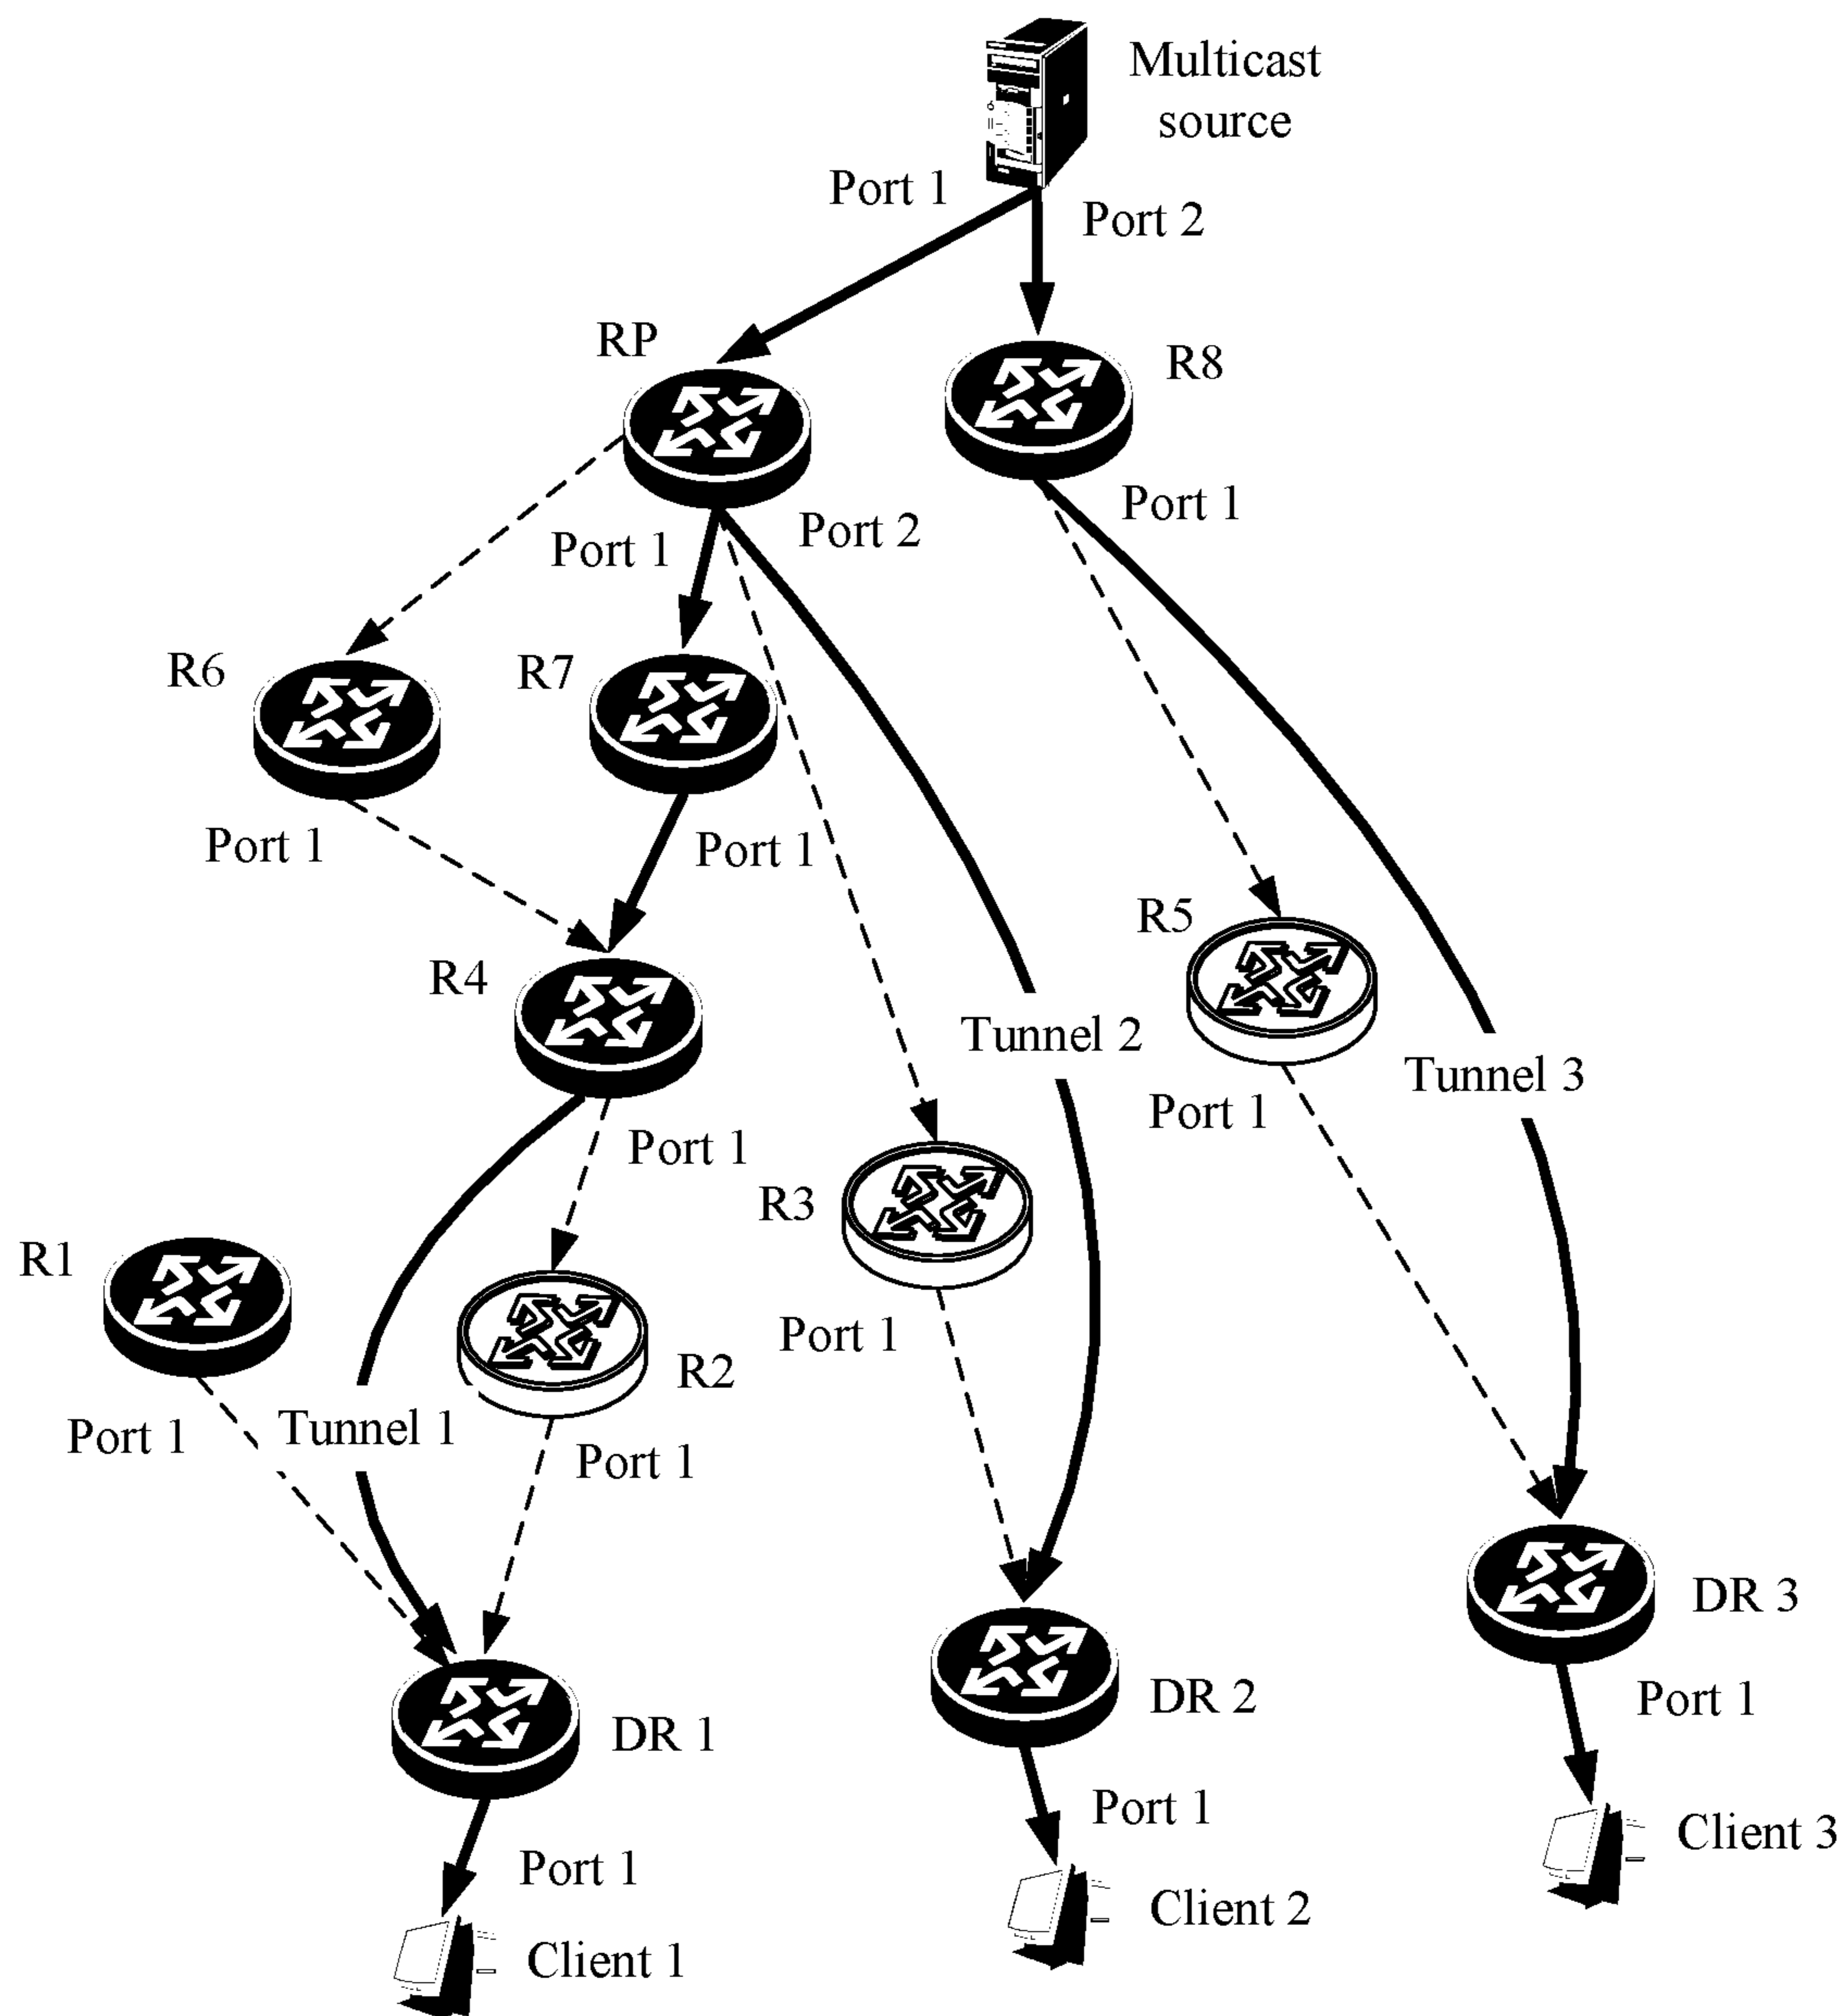 Multicast
source
Port 1
Port 2
RP
R8
Port 1
Port 2
Port 1
R6
R7
Port 1
Port 1
R5
R4
Tunnel 2
Tunnel 3
Port 1
Port 1
R3
R1
Port 1
R2
Port 1
Tunnel 1
Port 1
DR 3
DR 2
Port 1
DR 1
Port 1
Client 3
Port 1
Client 2
Client 1